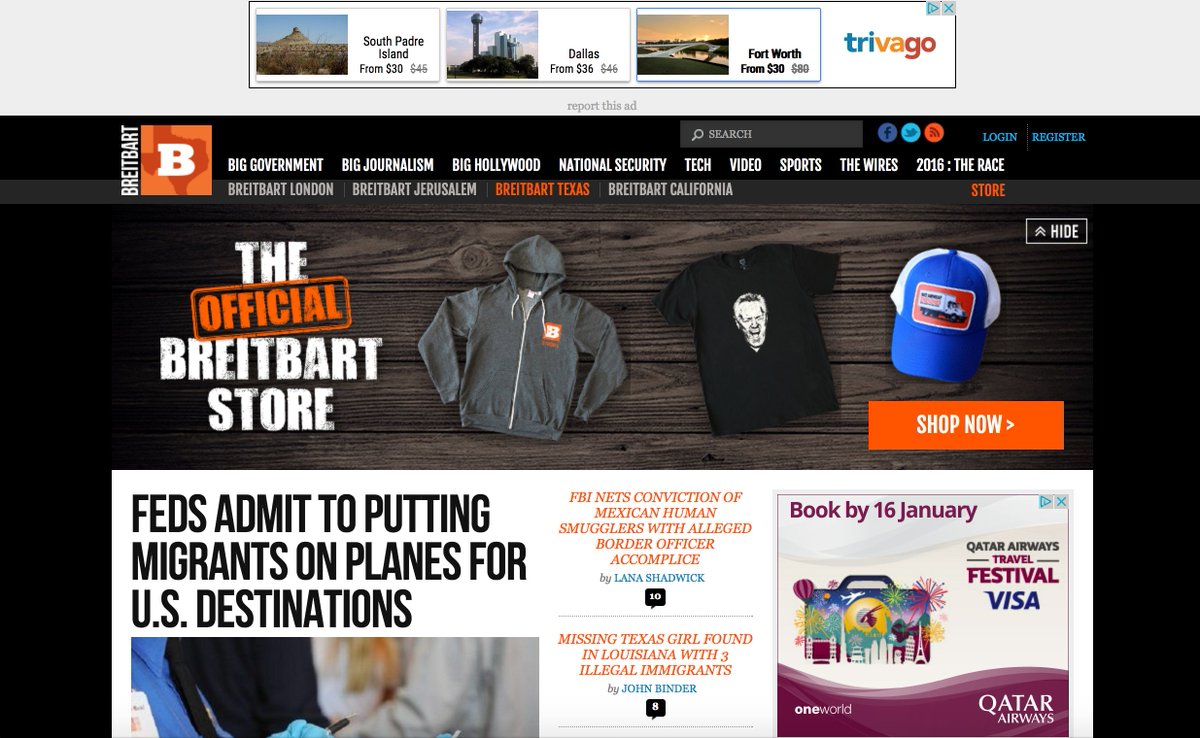 South Padre
Island
From $30 $45
Dallas
From $36 $46
Fort Worth
From $30 $80
trivago
report this ad
BREITBART
B
SEARCH
LOGIN
REGISTER
BIG GOVERNMENT
BIG JOURNALISM
BIG HOLLYWOOD
NATIONAL SECURITY
TECH
VIDEO
SPORTS
THE WIRES
2016 : THE RACE
BREITBART LONDON
BREITBART JERUSALEM
BREITBART TEXAS
BREITBART CALIFORNIA
STORE
HIDE
THE
OFFICIAL
BREITBART
STORE
B
SHOP NOW >
FEDS ADMIT TO PUTTING
MIGRANTS ON PLANES FOR
U.S. DESTINATIONS
FBI NETS CONVICTION OF
MEXICAN HUMAN
SMUGGLERS WITH ALLEGED
BORDER OFFICER
ACCOMPLICE
by LANA SHADWICK
10
MISSING TEXAS GIRL FOUND
IN LOUISIANA WITH 3
ILLEGAL IMMIGRANTS
by JOHN BINDER
8
Book by 16 January
QATAR AIRWAYS
TRAVEL
FESTIVAL
VISA
oneworld
QATAR
AIRWAYS